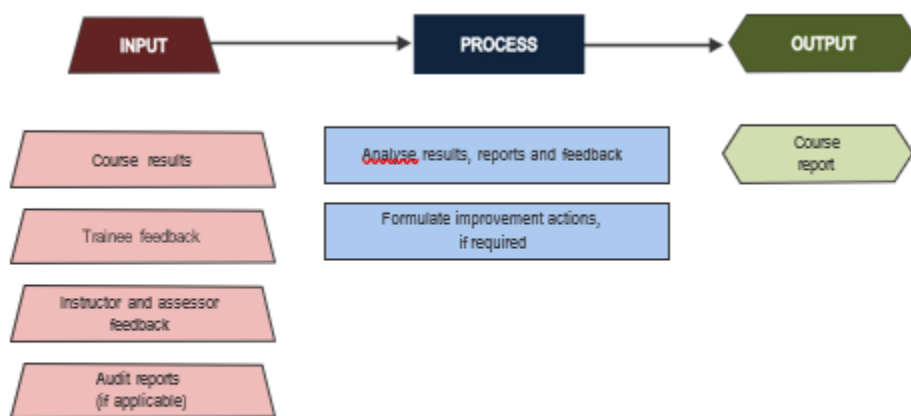 INPUT
PROCESS
OUTPUT
Course results
Analyse results, reports and feedback
Course
report
Trainee feedback
Formulate improvement actions,
if required
Instructor and assessor
feedback
Audit reports
(if applicable)